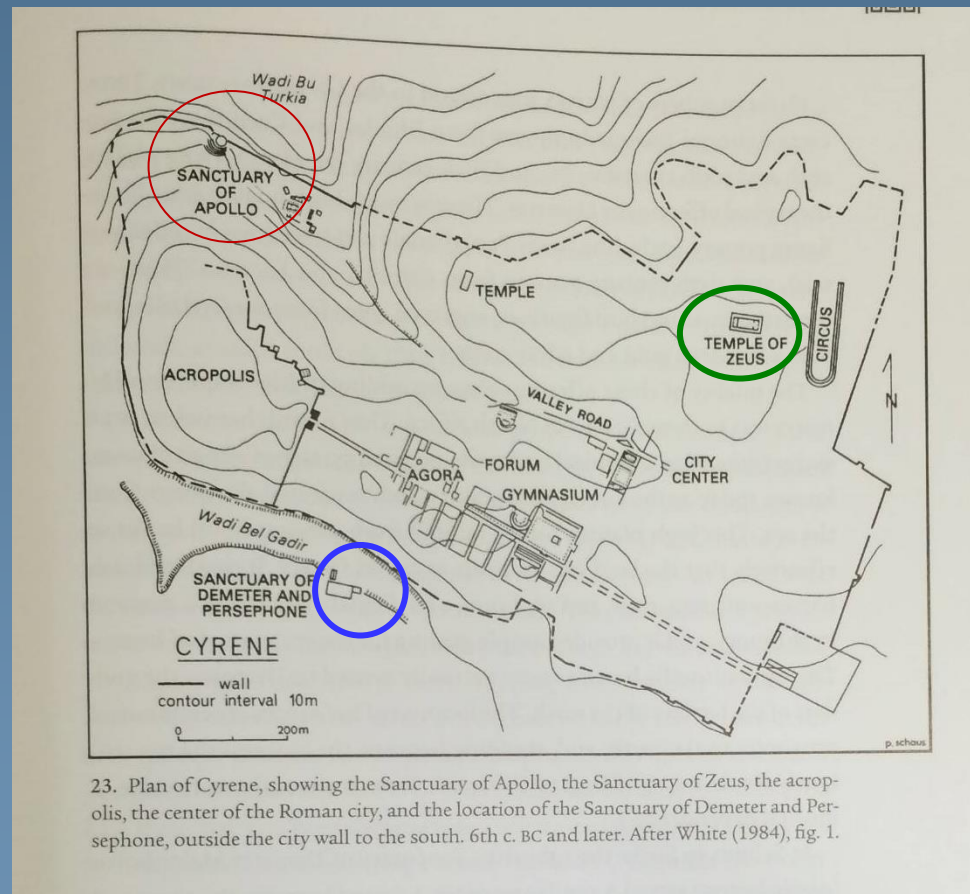 Wadi Bu
Turkia
SANCTUARY
OF
APOLLO
TEMPLE
TEMPLE OF
ZEUS
CIRCUS
ACROPOLIS
N
VALLEY ROAD
FORUM
CITY
CENTER
AGORA
GYMNASIUM
Wadi Bel Gadir
SANCTUARY OF
DEMETER AND
PERSEPHONE
CYRENE
wall
contour interval 10m
0 200m
p. schaus
23. Plan of Cyrene, showing the Sanctuary of Apollo, the Sanctuary of Zeus, the acrop-
olis, the center of the Roman city, and the location of the Sanctuary of Demeter and Per-
sephone, outside the city wall to the south. 6th c. BC and later. After White (1984), fig. 1.